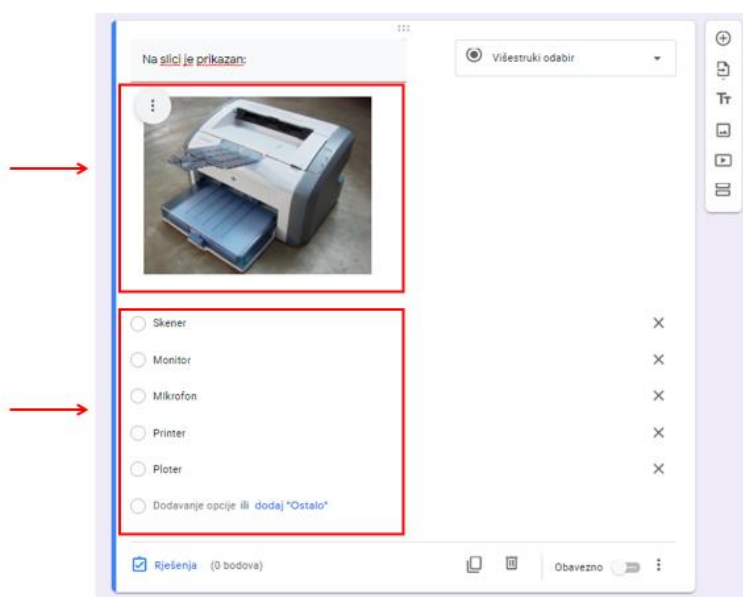 Na slici je prikazan:
Višestruki odabir
Skener
Monitor
MIkrofon
Printer
Ploter
Dodavanje opcije ili dodaj "Ostalo"
Rješenja (0 bodova)
Obavezno